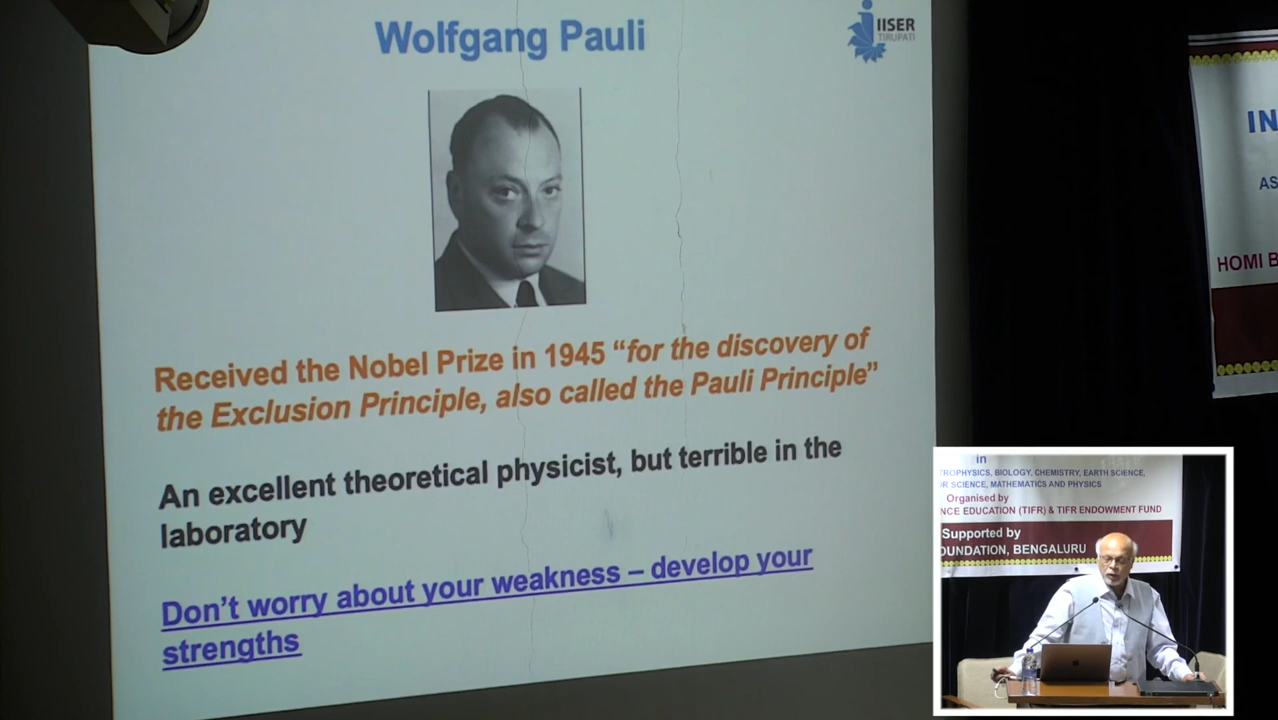 Wolfgang Pauli
IISER
TIRUPATI
Received the Nobel Prize in 1945 “for the discovery of
the Exclusion Principle, also called the Pauli Principle”
An excellent theoretical physicist, but terrible in the
laboratory
Don’t worry about your weakness – develop your
strengths
IN
AS
HOMI B
in
TROPHYSICS, BIOLOGY, CHEMISTRY, EARTH SCIENCE,
R SCIENCE, MATHEMATICS AND PHYSICS
Organised by
NCE EDUCATION (TIFR) & TIFR ENDOWMENT FUND
Supported by
OUNDATION, BENGALURU